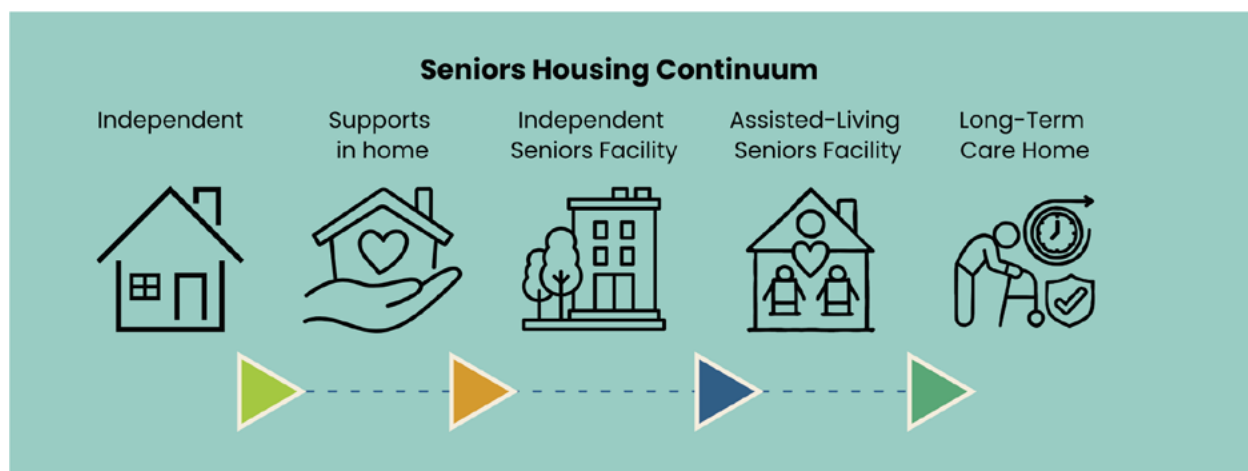 Seniors Housing Continuum
Independent
Supports
in home
Independent
Seniors Facility
Assisted-Living
Seniors Facility
Long-Term
Care Home